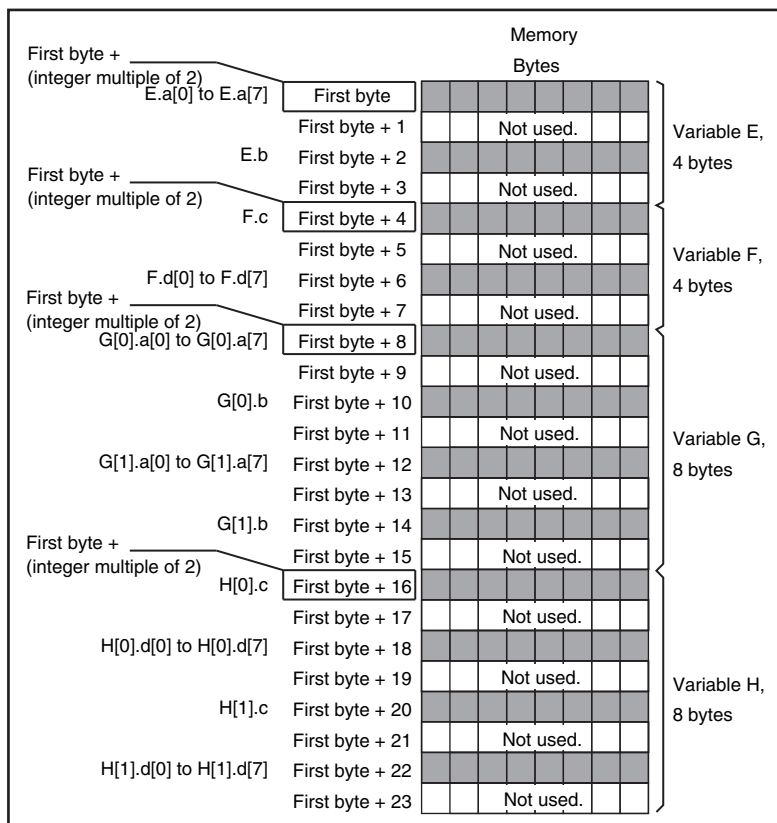 Memory
Bytes
First byte +
(integer multiple of 2)
E.a[0] to E.a[7] First byte
First byte + 1 Not used.
E.b First byte + 2
First byte + 3 Not used.
Variable E,
4 bytes
First byte +
(integer multiple of 2)
F.c First byte + 4
First byte + 5 Not used.
F.d[0] to F.d[7] First byte + 6
First byte + 7 Not used.
Variable F,
4 bytes
First byte +
(integer multiple of 2)
G[0].a[0] to G[0].a[7] First byte + 8
First byte + 9 Not used.
G[0].b First byte + 10
First byte + 11 Not used.
G[1].a[0] to G[1].a[7] First byte + 12
First byte + 13 Not used.
G[1].b First byte + 14
First byte + 15 Not used.
Variable G,
8 bytes
First byte +
(integer multiple of 2)
H[0].c First byte + 16
First byte + 17 Not used.
H[0].d[0] to H[0].d[7] First byte + 18
First byte + 19 Not used.
H[1].c First byte + 20
First byte + 21 Not used.
H[1].d[0] to H[1].d[7] First byte + 22
First byte + 23 Not used.
Variable H,
8 bytes